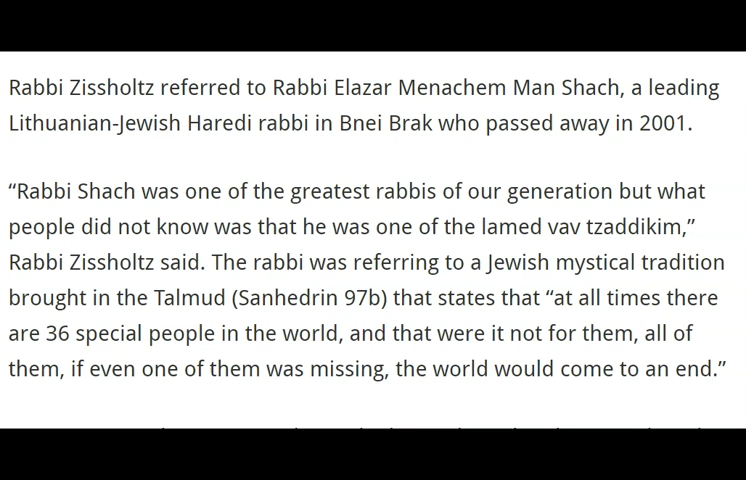 Rabbi Zissholtz referred to Rabbi Elazar Menachem Man Shach, a leading
Lithuanian-Jewish Haredi rabbi in Bnei Brak who passed away in 2001.
“Rabbi Shach was one of the greatest rabbis of our generation but what
people did not know was that he was one of the lamed vav tzaddikim,”
Rabbi Zissholtz said. The rabbi was referring to a Jewish mystical tradition
brought in the Talmud (Sanhedrin 97b) that states that “at all times there
are 36 special people in the world, and that were it not for them, all of
them, if even one of them was missing, the world would come to an end.”